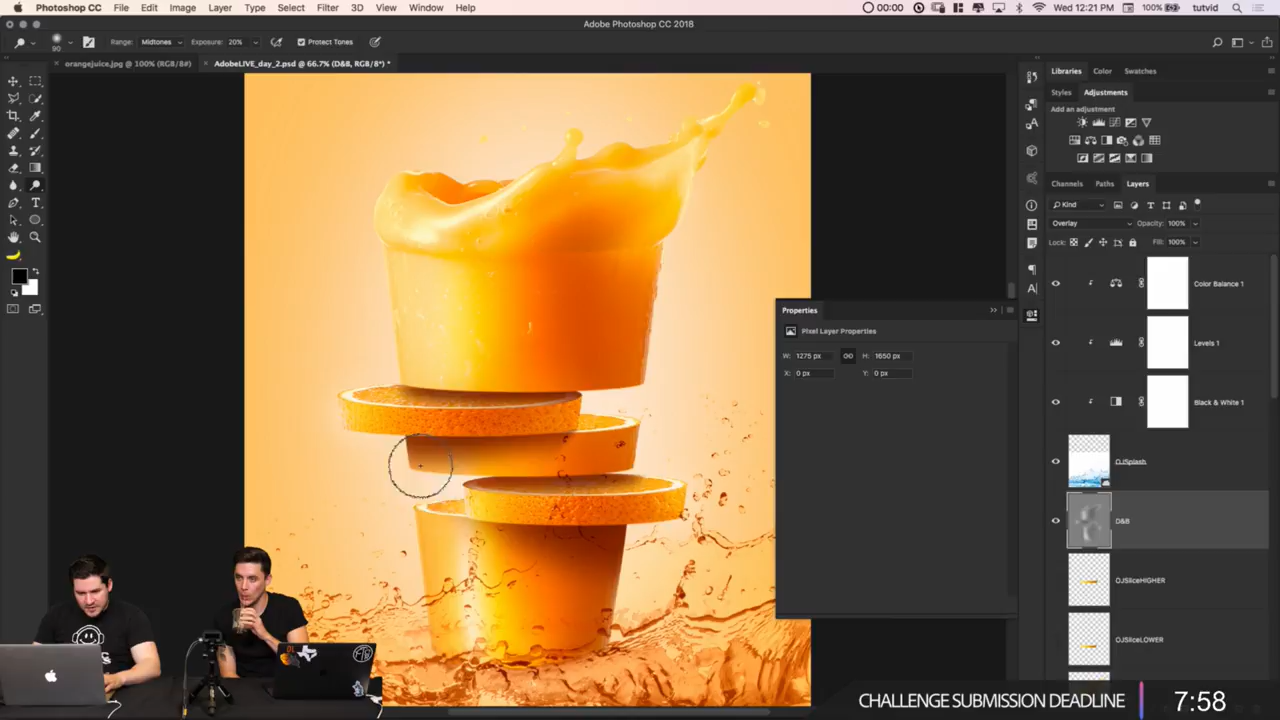 Photoshop CC File Edit Image Layer Type Select Filter 3D View Window Help 00:00 Wed 12:21 PM 100% tutvid
Adobe Photoshop CC 2018
90 Range: Midtones Exposure: 20% Protect Tones
× orangejuice.jpg @ 100% (RGB/8#) × AdobeLIVE_day_2.psd @ 66.7% (D&B, RGB/8*) *
Libraries Color Swatches
Styles Adjustments
Add an adjustment
Channels Paths Layers
Kind
Overlay Opacity: 100%
Lock: Fill: 100%
Color Balance 1
Levels 1
Black & White 1
OJSplash
D&B
OJSliceHIGHER
OJSliceLOWER
Properties
Pixel Layer Properties
W: 1275 px H: 1650 px
X: 0 px Y: 0 px
CHALLENGE SUBMISSION DEADLINE 7:58